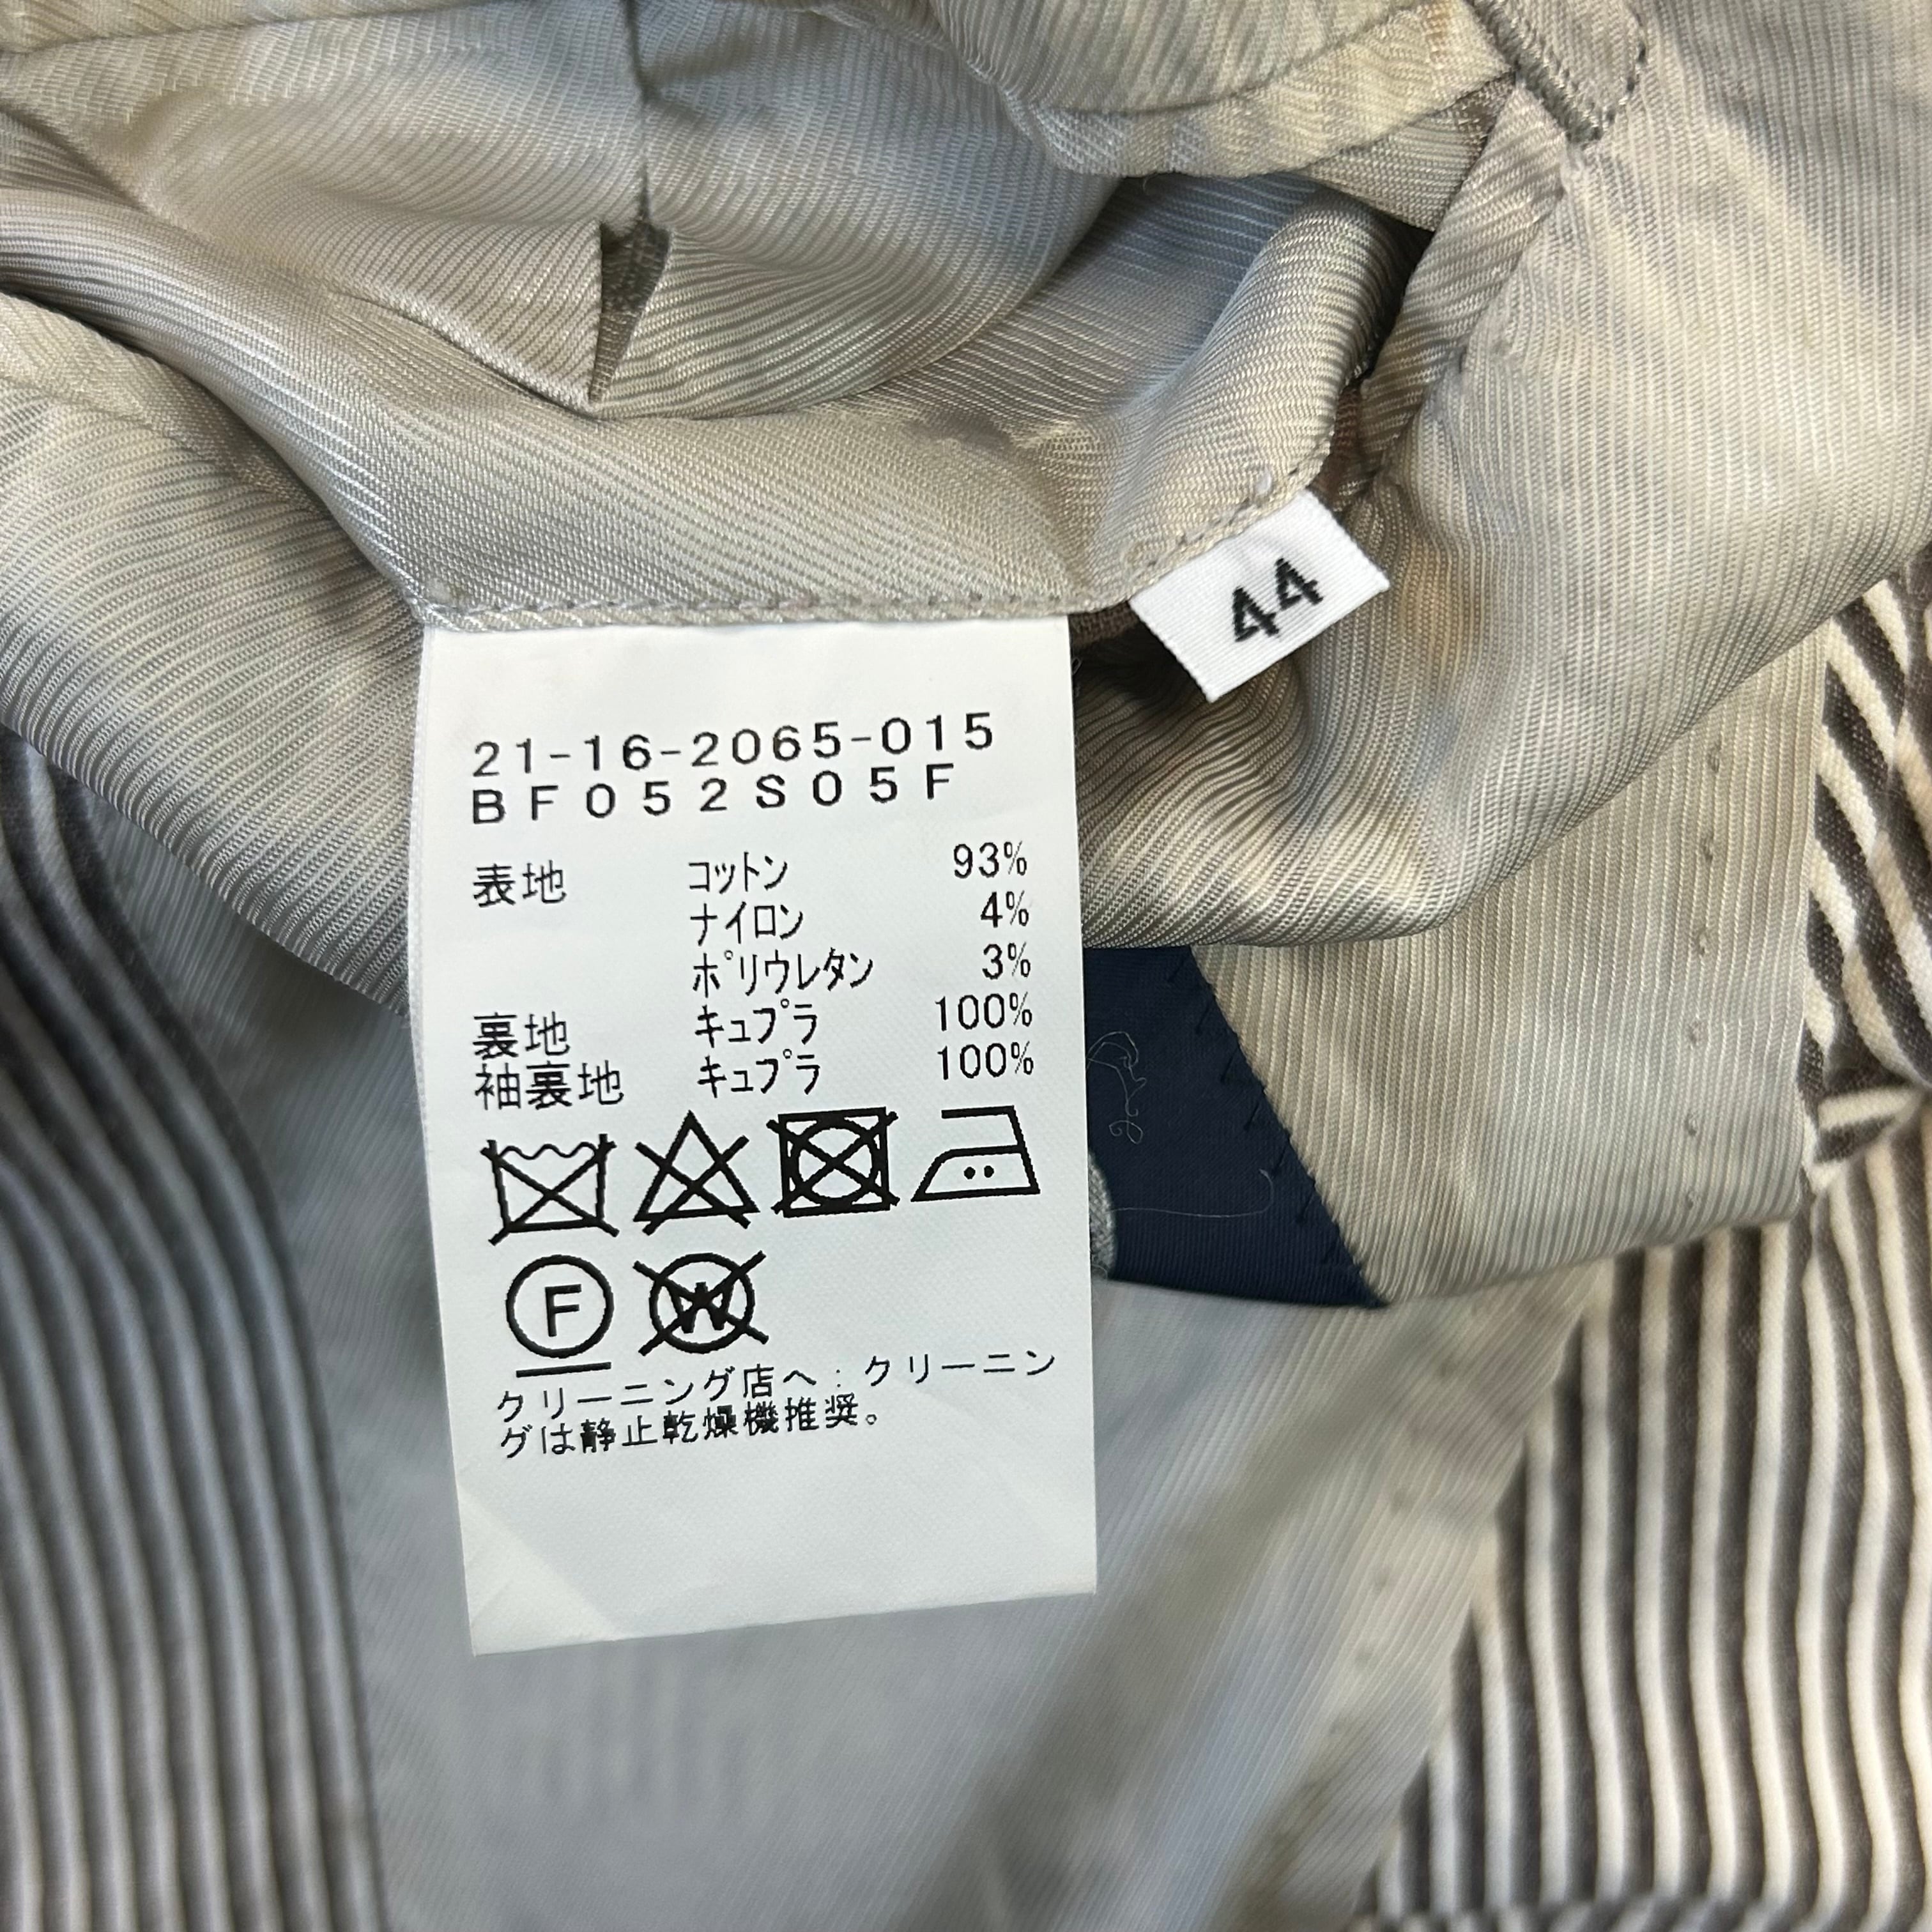 44
21-16-2065-015
BF052S05F
表地 コットン 93%
ナイロン 4%
ポリウレタン 3%
裏地 キュプラ 100%
袖裏地 キュプラ 100%
F W
クリーニング店へ:クリーニン
グは静止乾燥機推奨。